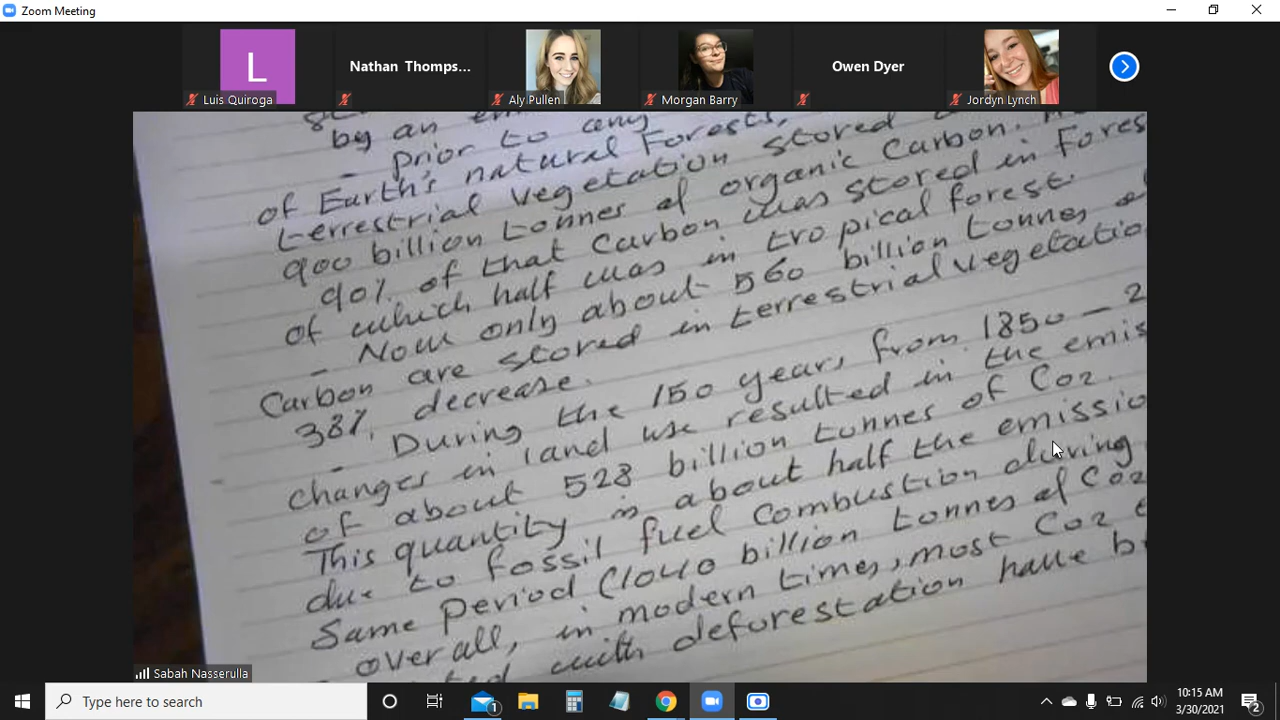 Zoom Meeting
L
Luis Quiroga
Nathan Thomps...
Aly Pullen
Morgan Barry
Owen Dyer
Jordyn Lynch
by an
- Prior to any
of Earth's natural Forests,
terrestrial vegetation stored
900 billion tonnes of organic Carbon.
90% of that Carbon was stored in Fores
of which half was in tropical forest.
- Now only about 560 billion tonnes
Carbon are stored in terrestrial vegetatio
38% decrease.
- During the 150 years, from 1850 - 2
changes in land use resulted in the emis
of about 528 billion tonnes of Co2.
This quantity is about half the emissio
due to fossil fuel Combustion during
Same period (1040 billion tonnes of Co2
overall, in modern times, most Co2
with deforestation have b
Sabah Nasserulla
Type here to search
1
10:15 AM
3/30/2021
2